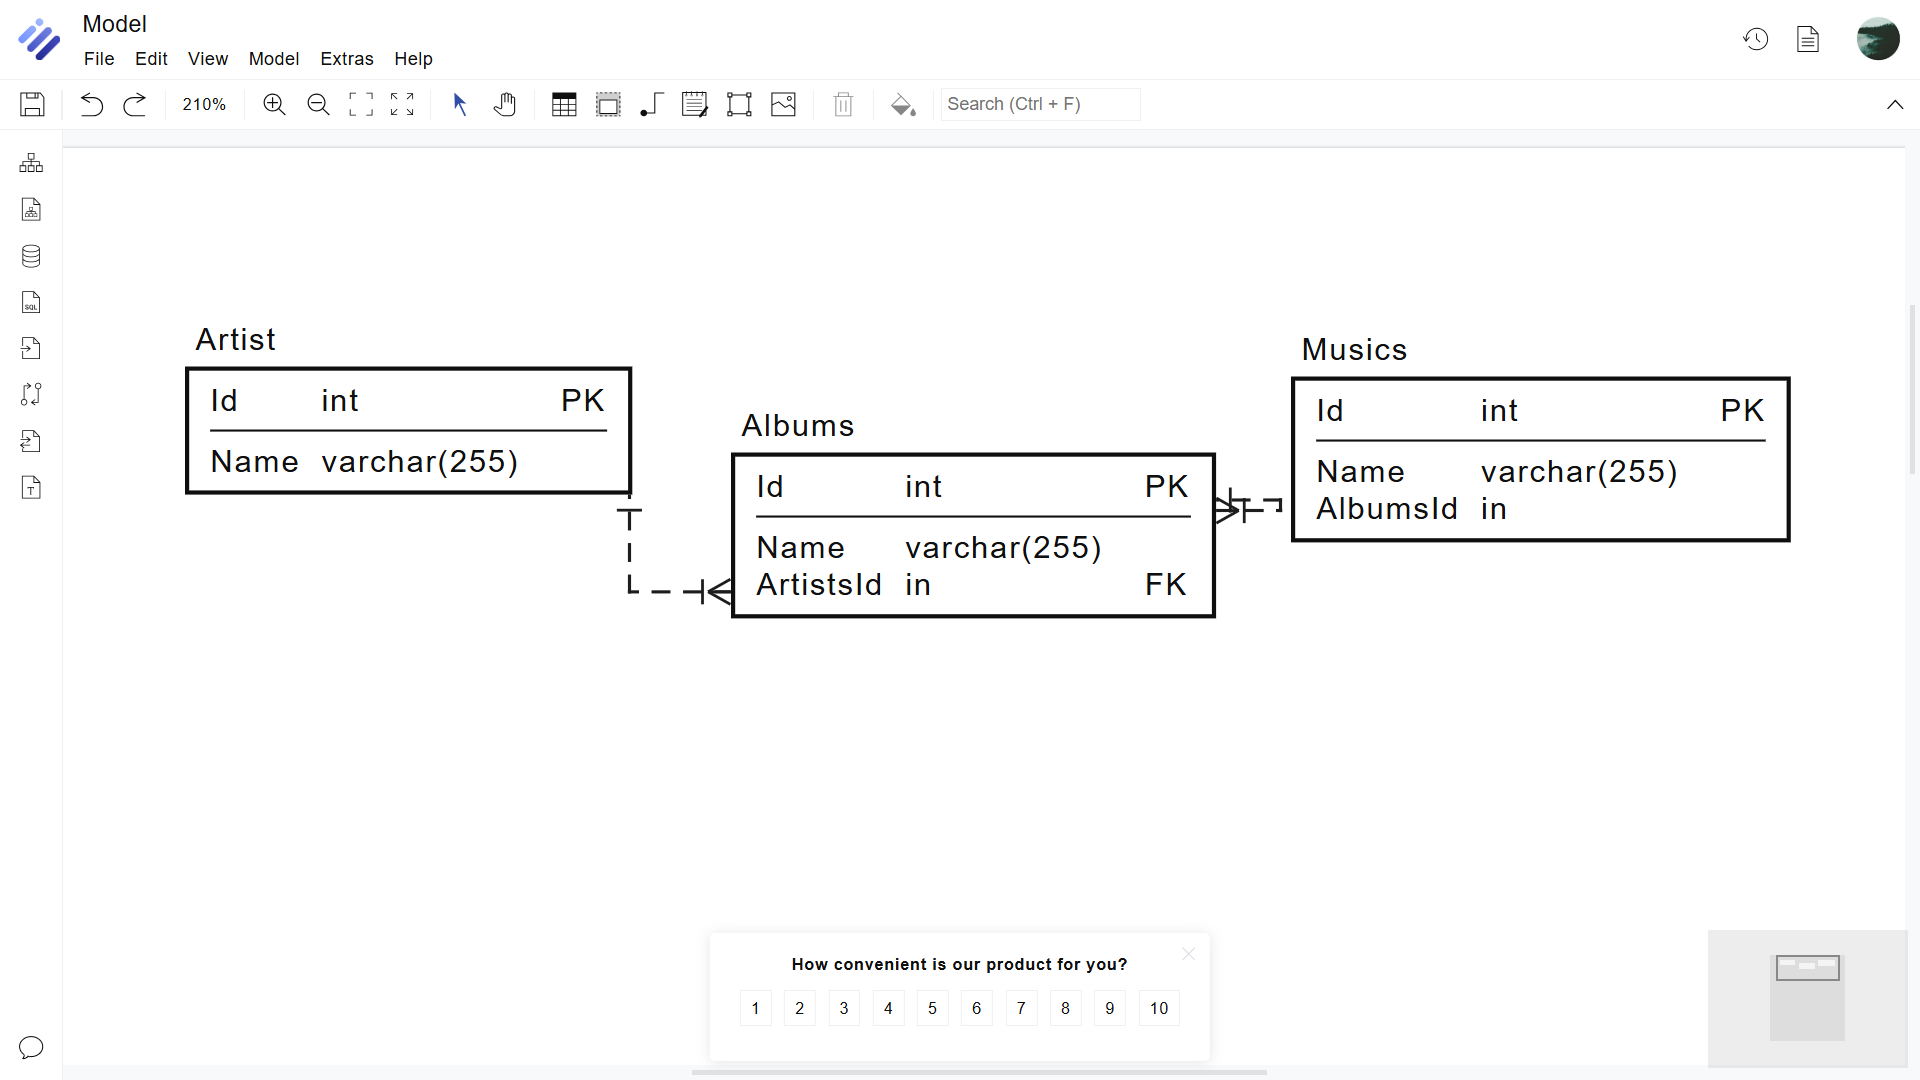 Model
File Edit View Model Extras Help
210%
Search (Ctrl + F)
SQL
T
Artist
Id int PK
Name varchar(255)
Albums
Id int PK
Name varchar(255)
ArtistsId in FK
Musics
Id int PK
Name varchar(255)
AlbumsId in
How convenient is our product for you?
1 2 3 4 5 6 7 8 9 10